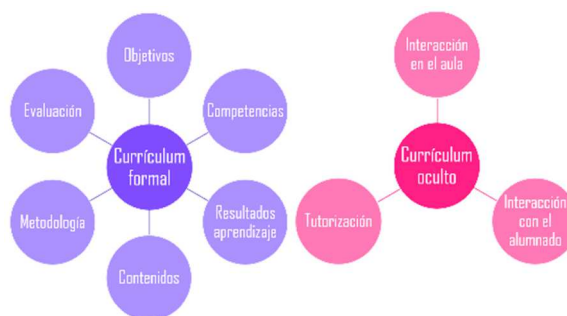 Objetivos
Evaluación
Competencias
Currículum
formal
Metodología
Resultados
aprendizaje
Contenidos
Interacción
en el aula
Currículum
oculto
Tutorización
Interacción
con el
alumnado